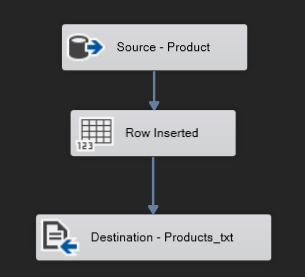 Source - Product
Row Inserted
123
Destination - Products_txt